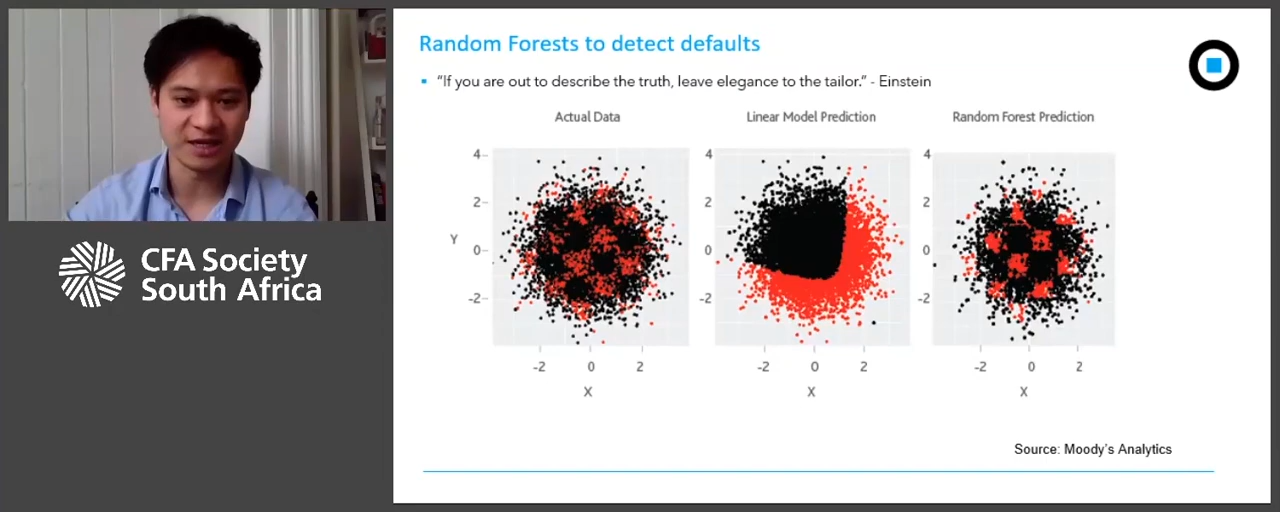 Random Forests to detect defaults
▪ “If you are out to describe the truth, leave elegance to the tailor.” - Einstein
Actual Data
Linear Model Prediction
Random Forest Prediction
4
2
0
-2
Y
-2 0 2
X
4
2
0
-2
-2 0 2
X
4
2
0
-2
-2 0 2
X
Source: Moody’s Analytics
CFA Society
South Africa